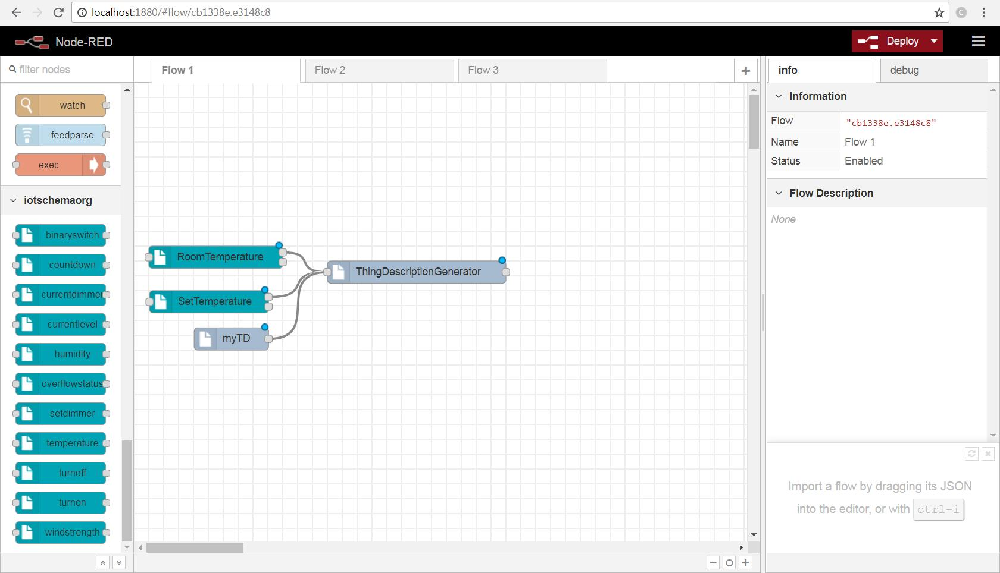 localhost:1880/#flow/cb1338e.e3148c8
C
Node-RED
Deploy
filter nodes
Flow 1
Flow 2
Flow 3
info
debug
watch
feedparse
exec
iotschemaorg
binaryswitch
countdown
currentdimmer
currentlevel
humidity
overflowstatus
setdimmer
temperature
turnoff
turnon
windstrength
RoomTemperature
SetTemperature
myTD
ThingDescriptionGenerator
Information
Flow "cb1338e.e3148c8"
Name Flow 1
Status Enabled
Flow Description
None
Import a flow by dragging its JSON
into the editor, or with ctrl-i